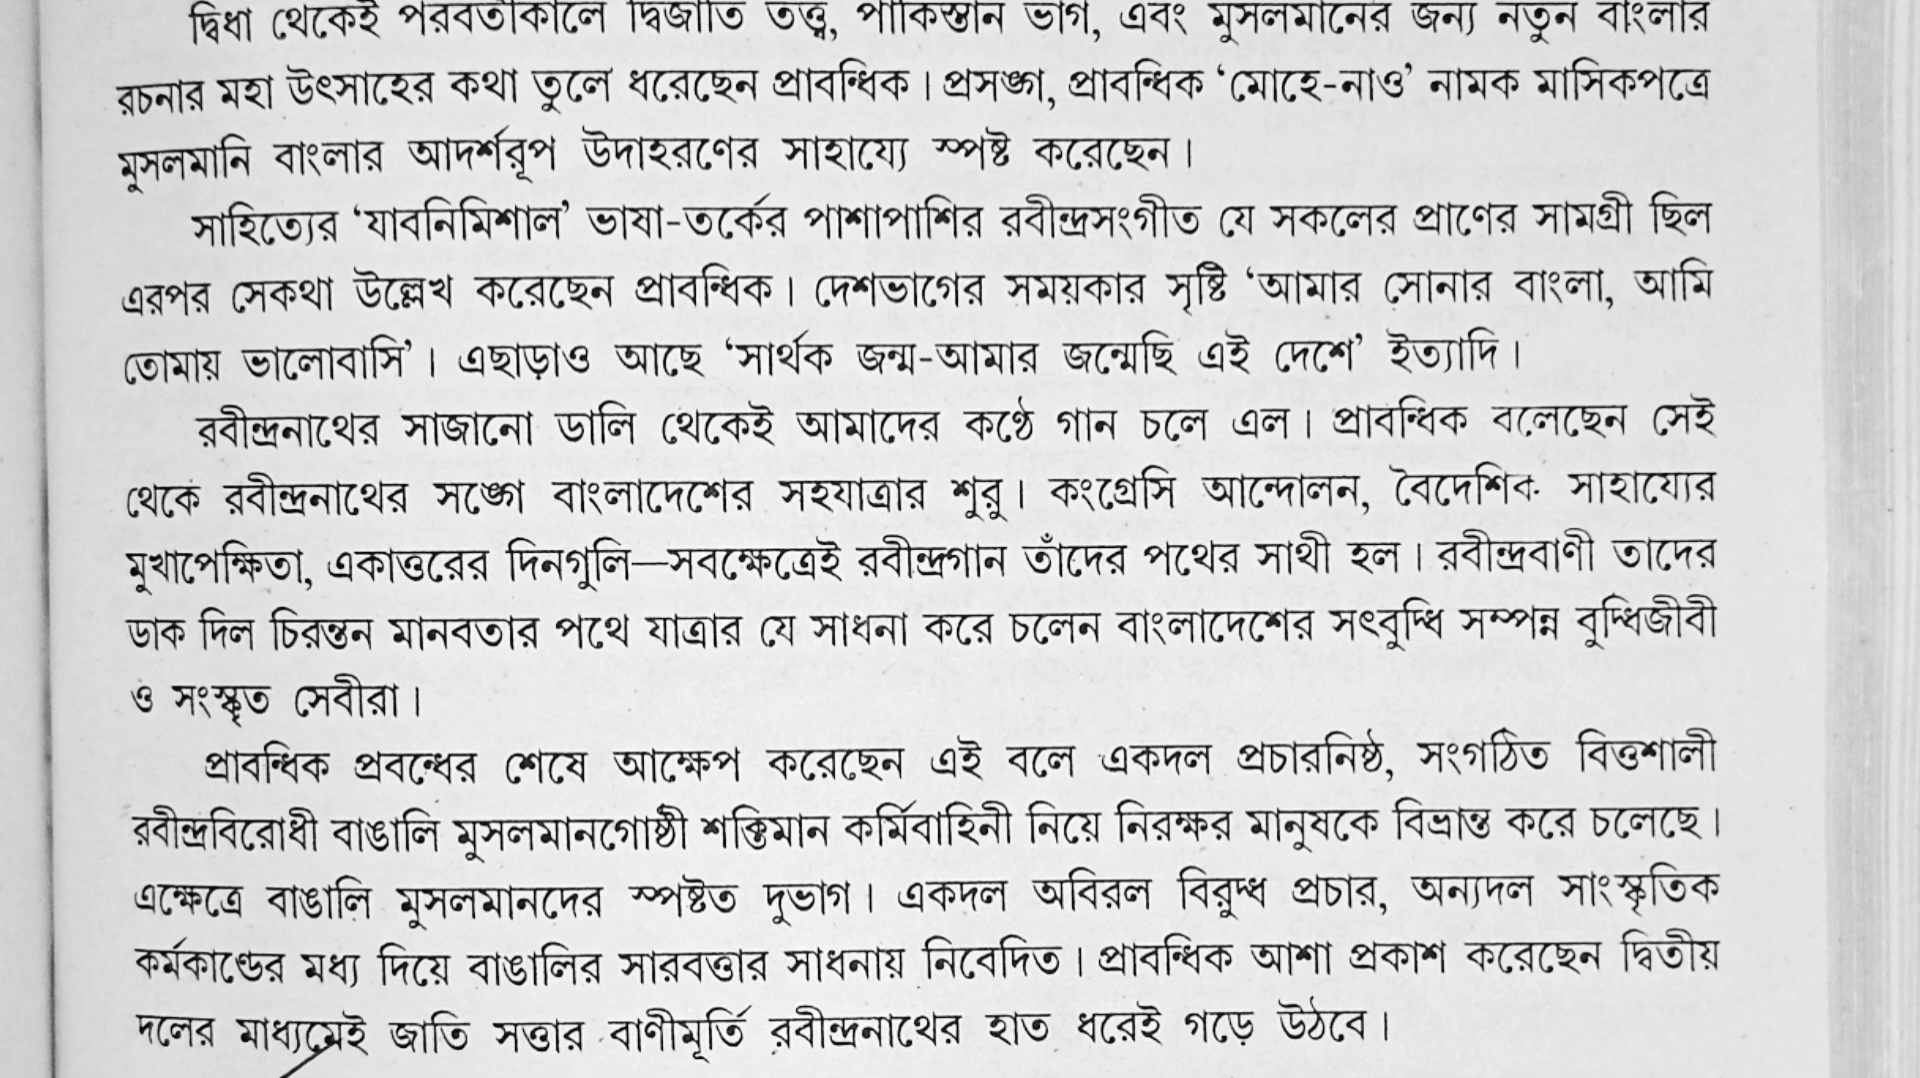 দ্বিধা থেকেই পরবর্তীকালে দ্বিজাতি তত্ত্ব, পাকিস্তান ভাগ, এবং মুসলমানের জন্য নতুন বাংলার
রচনার মহা উৎসাহের কথা তুলে ধরেছেন প্রাবন্ধিক। প্রসঙ্গ, প্রাবন্ধিক ‘মোহে-নাও’ নামক মাসিকপত্রে
মুসলমানি বাংলার আদর্শরূপ উদাহরণের সাহায্যে স্পষ্ট করেছেন।
সাহিত্যের ‘যাবনিমিশাল’ ভাষা-তর্কের পাশাপাশির রবীন্দ্রসংগীত যে সকলের প্রাণের সামগ্রী ছিল
এরপর সেকথা উল্লেখ করেছেন প্রাবন্ধিক। দেশভাগের সময়কার সৃষ্টি ‘আমার সোনার বাংলা, আমি
তোমায় ভালোবাসি’। এছাড়াও আছে ‘সার্থক জন্ম-আমার জন্মেছি এই দেশে’ ইত্যাদি।
রবীন্দ্রনাথের সাজানো ডালি থেকেই আমাদের কণ্ঠে গান চলে এল। প্রাবন্ধিক বলেছেন সেই
থেকে রবীন্দ্রনাথের সঙ্গে বাংলাদেশের সহযাত্রার শুরু। কংগ্রেসি আন্দোলন, বৈদেশিক সাহায্যের
মুখাপেক্ষিতা, একাত্তরের দিনগুলি—সবক্ষেত্রেই রবীন্দ্রগান তাঁদের পথের সাথী হল। রবীন্দ্রবাণী তাদের
ডাক দিল চিরন্তন মানবতার পথে যাত্রার যে সাধনা করে চলেন বাংলাদেশের সৎবুদ্ধি সম্পন্ন বুদ্ধিজীবী
ও সংস্কৃত সেবীরা।
প্রাবন্ধিক প্রবন্ধের শেষে আক্ষেপ করেছেন এই বলে একদল প্রচারনিষ্ঠ, সংগঠিত বিত্তশালী
রবীন্দ্রবিরোধী বাঙালি মুসলমানগোষ্ঠী শক্তিমান কর্মিবাহিনী নিয়ে নিরক্ষর মানুষকে বিভ্রান্ত করে চলেছে।
এক্ষেত্রে বাঙালি মুসলমানদের স্পষ্টত দুভাগ। একদল অবিরল বিরুদ্ধ প্রচার, অন্যদল সাংস্কৃতিক
কর্মকাণ্ডের মধ্য দিয়ে বাঙালির সারবত্তার সাধনায় নিবেদিত। প্রাবন্ধিক আশা প্রকাশ করেছেন দ্বিতীয়
দলের মাধ্যমেই জাতি সত্তার বাণীমূর্তি রবীন্দ্রনাথের হাত ধরেই গড়ে উঠবে।